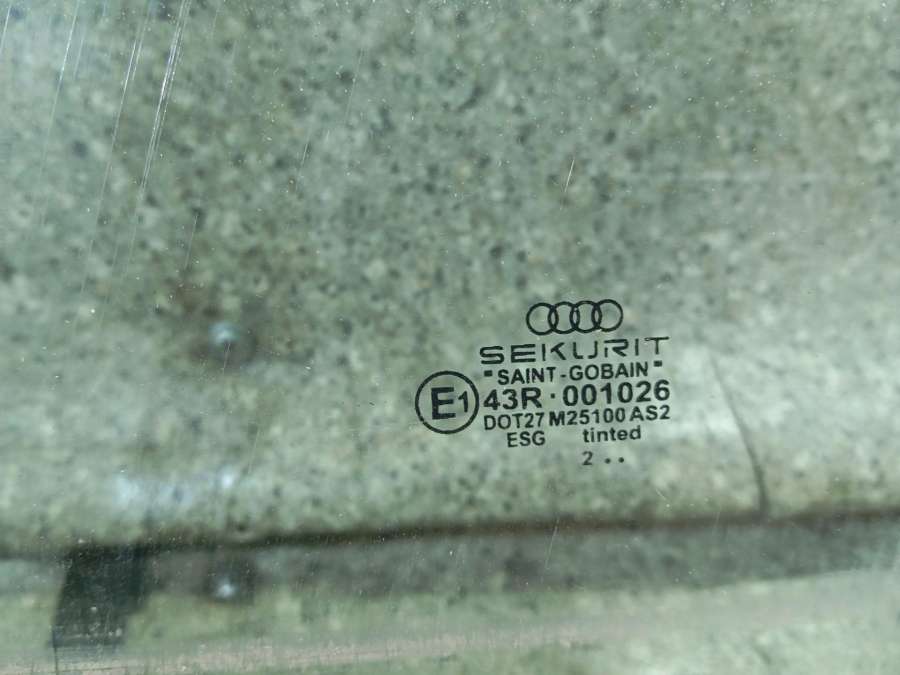 SEKURIT
"SAINT-GOBAIN"
E1
43R·001026
DOT27 M25100 AS2
ESG tinted
2 ..